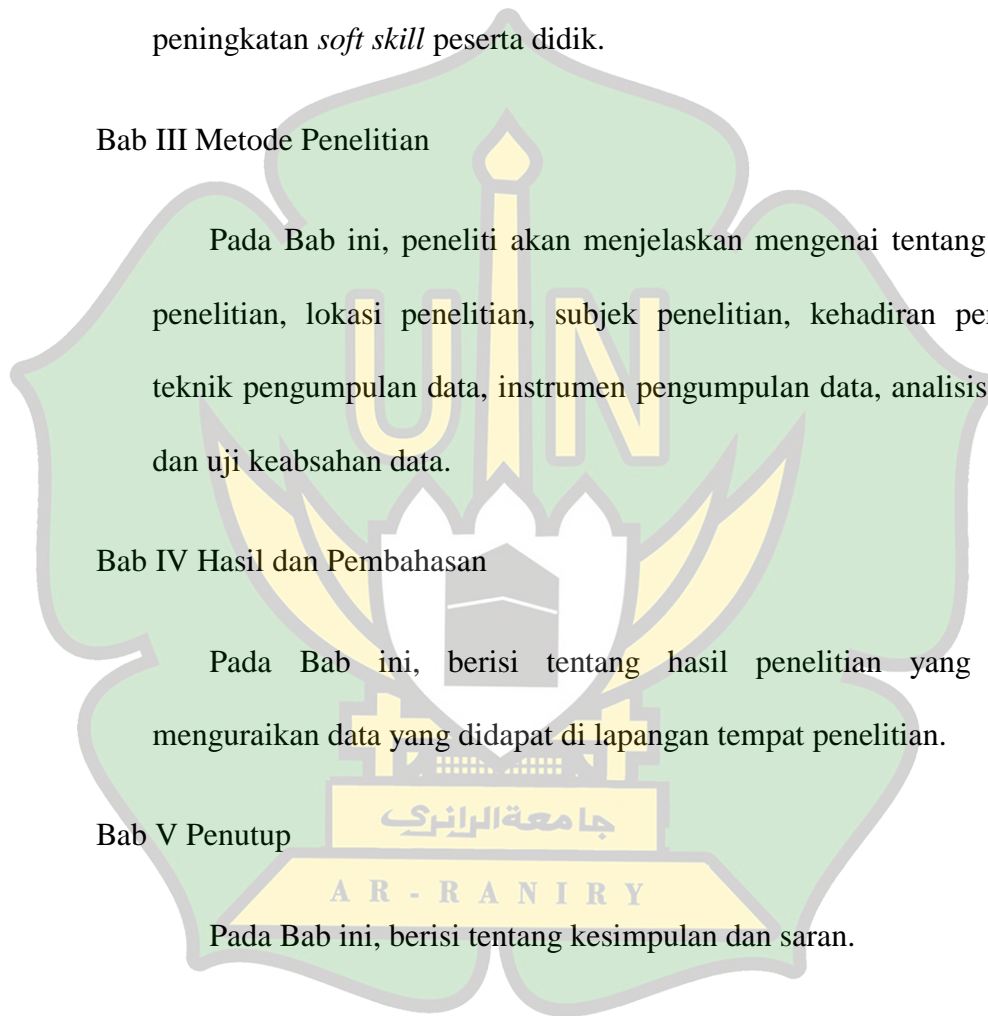 peningkatan soft skill peserta didik.
Bab III Metode Penelitian
Pada Bab ini, peneliti akan menjelaskan mengenai tentang
penelitian, lokasi penelitian, subjek penelitian, kehadiran
teknik pengumpulan data, instrumen pengumpulan data, analisis
dan uji keabsahan data.
UIN
Bab IV Hasil dan Pembahasan
Pada Bab ini, berisi tentang hasil penelitian yang
menguraikan data yang didapat di lapangan tempat penelitian.
جامعة الرانري
Bab V Penutup
AR-RANIRY
Pada Bab ini, berisi tentang kesimpulan dan saran.